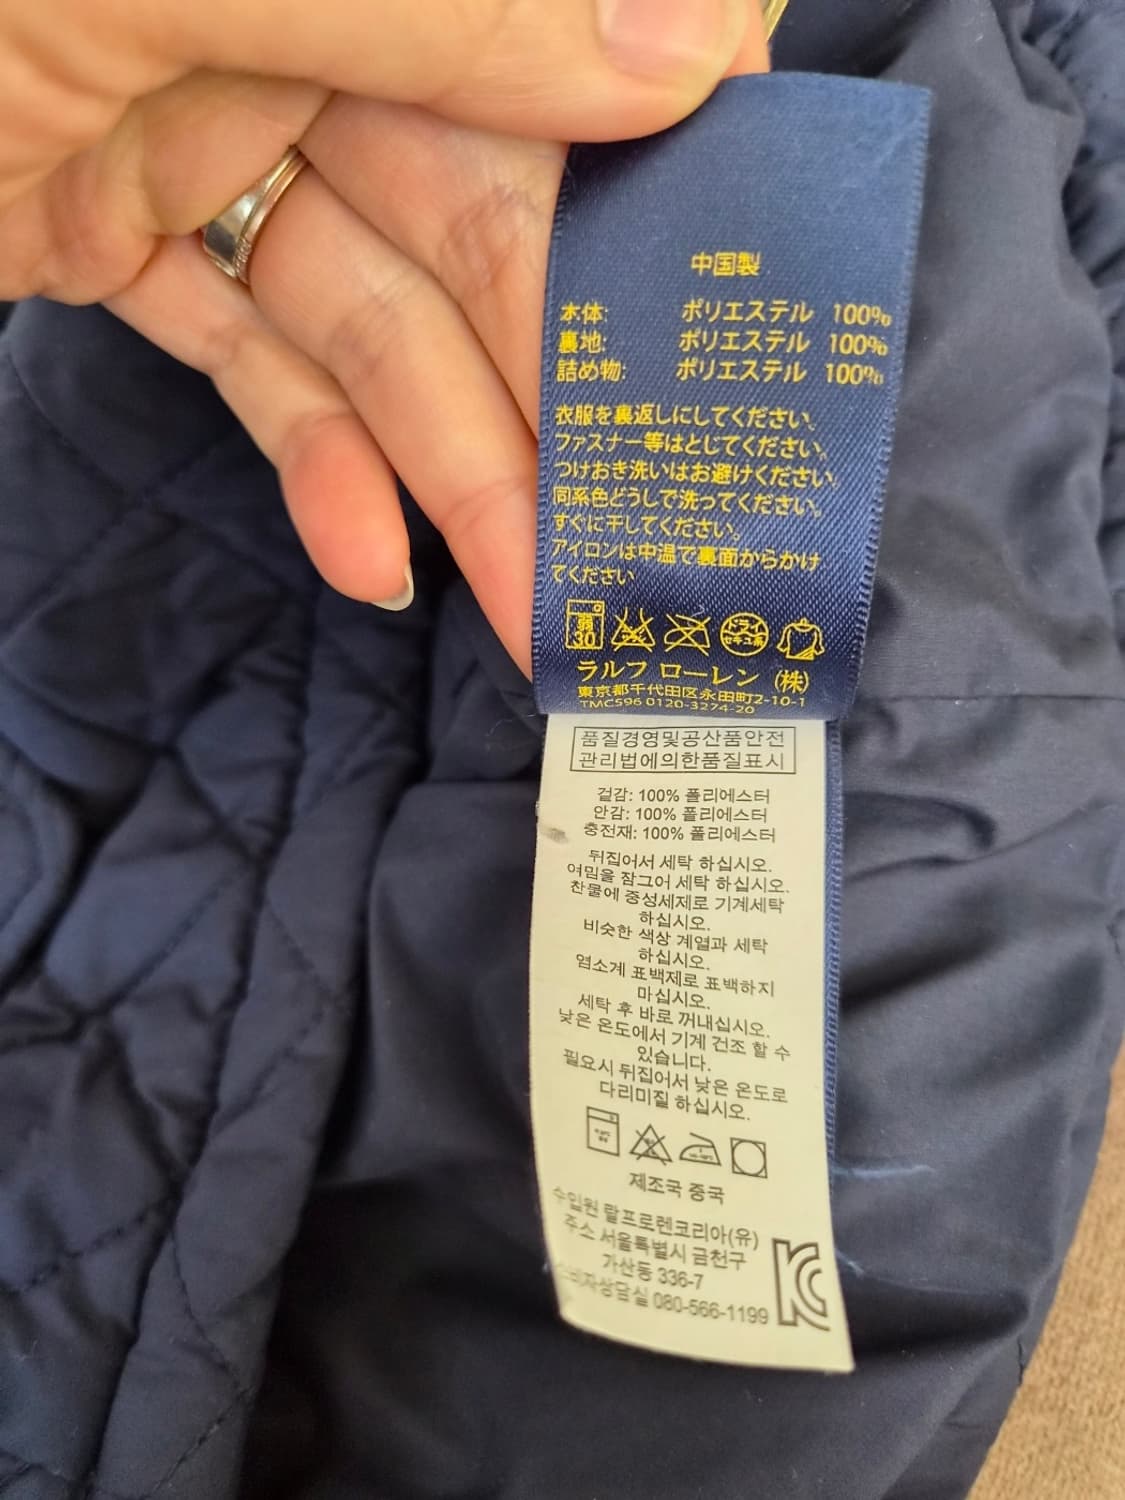 中国製
本体: ポリエステル 100%
裏地: ポリエステル 100%
詰め物: ポリエステル 100%
衣服を裏返しにしてください。
ファスナー等はとじてください。
つけおき洗いはお避けください。
同系色どうしで洗ってください。
すぐに干してください。
アイロンは中温で裏面からかけ
てください
弱 30 ドライ セキユ系
ラルフ ローレン (株)
東京都千代田区永田町2-10-1
TMC596 0120-3274-20
품질경영및공산품안전
관리법에의한품질표시
겉감: 100% 폴리에스터
안감: 100% 폴리에스터
충전재: 100% 폴리에스터
뒤집어서 세탁 하십시오.
여밈을 잠그어 세탁 하십시오.
찬물에 중성세제로 기계세탁
하십시오.
비슷한 색상 계열과 세탁
하십시오.
염소계 표백제로 표백하지
마십시오.
세탁 후 바로 꺼내십시오.
낮은 온도에서 기계 건조 할 수
있습니다.
필요시 뒤집어서 낮은 온도로
다리미질 하십시오.
제조국 중국
수입원 랄프로렌코리아(유)
주소 서울특별시 금천구
가산동 336-7
소비자상담실 080-566-1199